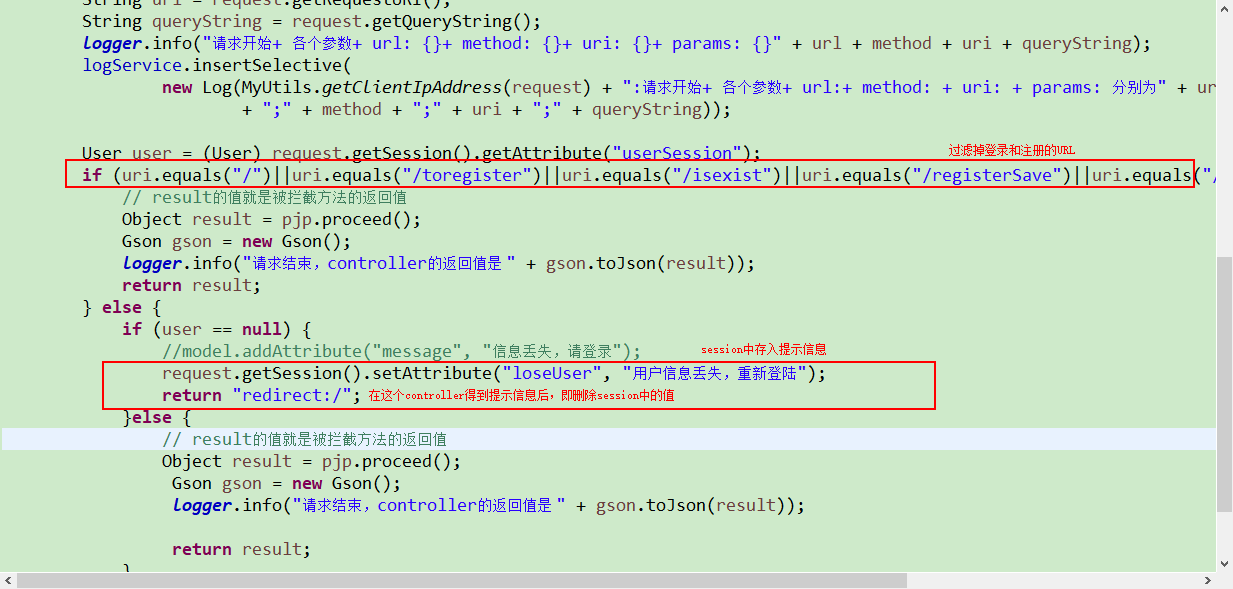 String uri = request.getRequestURI();
String queryString = request.getQueryString();
logger.info("请求开始+ 各个参数+ url: {}+ method: {}+ uri: {}+ params: {}" + url + method + uri + queryString);
logService.insertSelective(
new Log(MyUtils.getClientIpAddress(request) + ":请求开始+ 各个参数+ url:+ method: + uri: + params: 分别为" + ur
+ ";" + method + ";" + uri + ";" + queryString));
User user = (User) request.getSession().getAttribute("userSession");
过滤掉登录和注册的URL
if (uri.equals("/")||uri.equals("/toregister")||uri.equals("/isexist")||uri.equals("/registerSave")||uri.equals("/
// result的值就是被拦截方法的返回值
Object result = pjp.proceed();
Gson gson = new Gson();
logger.info("请求结束，controller的返回值是 " + gson.toJson(result));
return result;
} else {
if (user == null) {
//model.addAttribute("message", "信息丢失，请登录");
session中存入提示信息
request.getSession().setAttribute("loseUser", "用户信息丢失，重新登陆");
return "redirect:/"; 在这个controller得到提示信息后，即删除session中的值
}else {
// result的值就是被拦截方法的返回值
Object result = pjp.proceed();
Gson gson = new Gson();
logger.info("请求结束，controller的返回值是 " + gson.toJson(result));
return result;
}